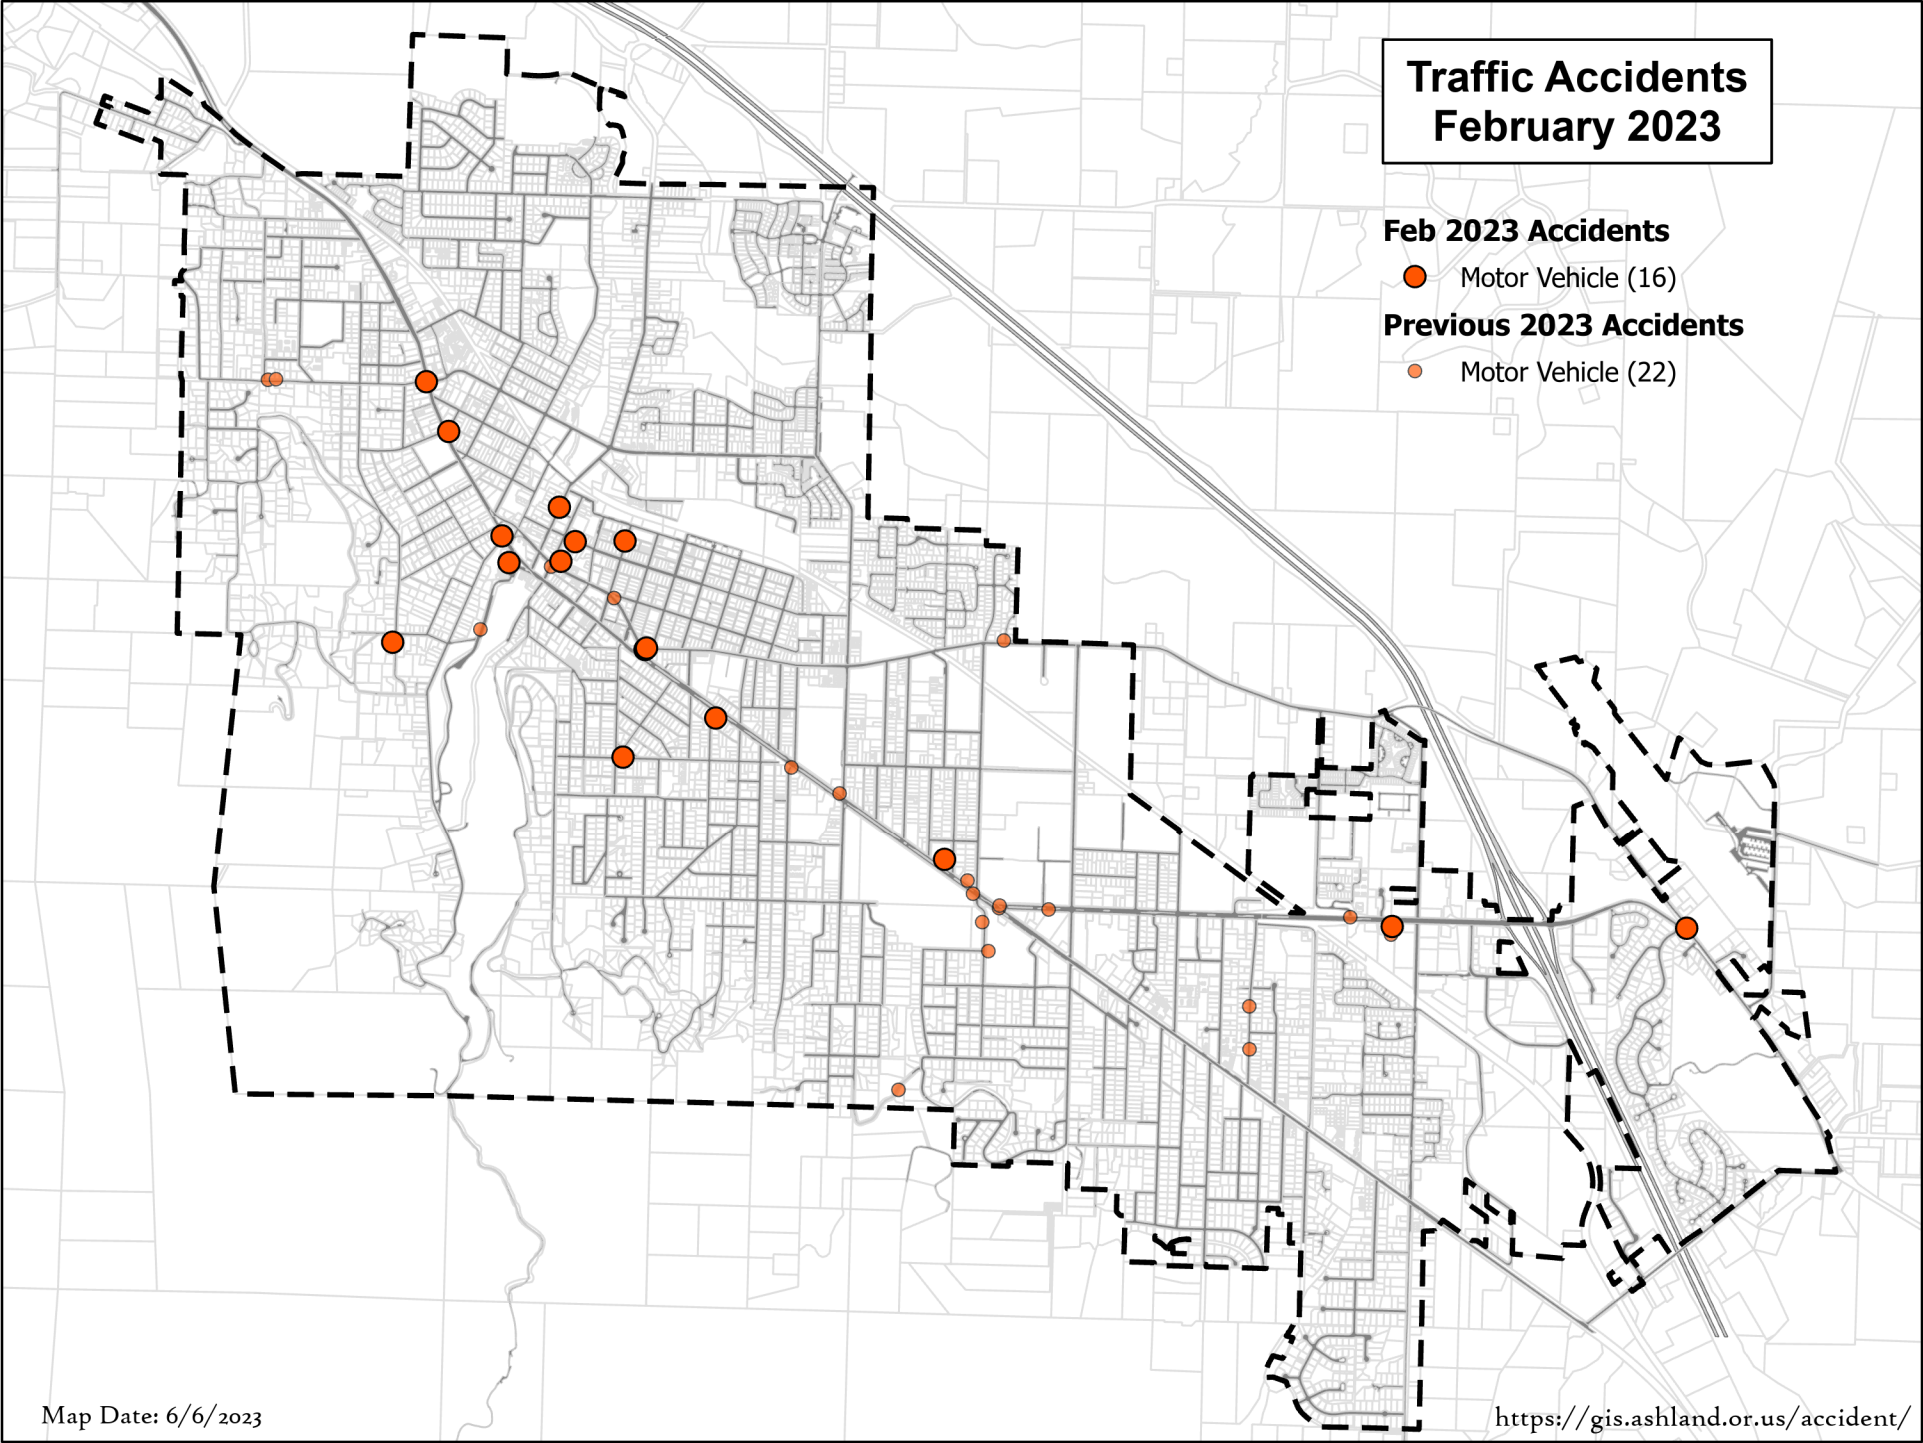 Traffic Accidents
February 2023
Feb 2023 Accidents
Motor Vehicle (16)
Previous 2023 Accidents
Motor Vehicle (22)
Map Date: 6/6/2023
https://gis.ashland.or.us/accident/